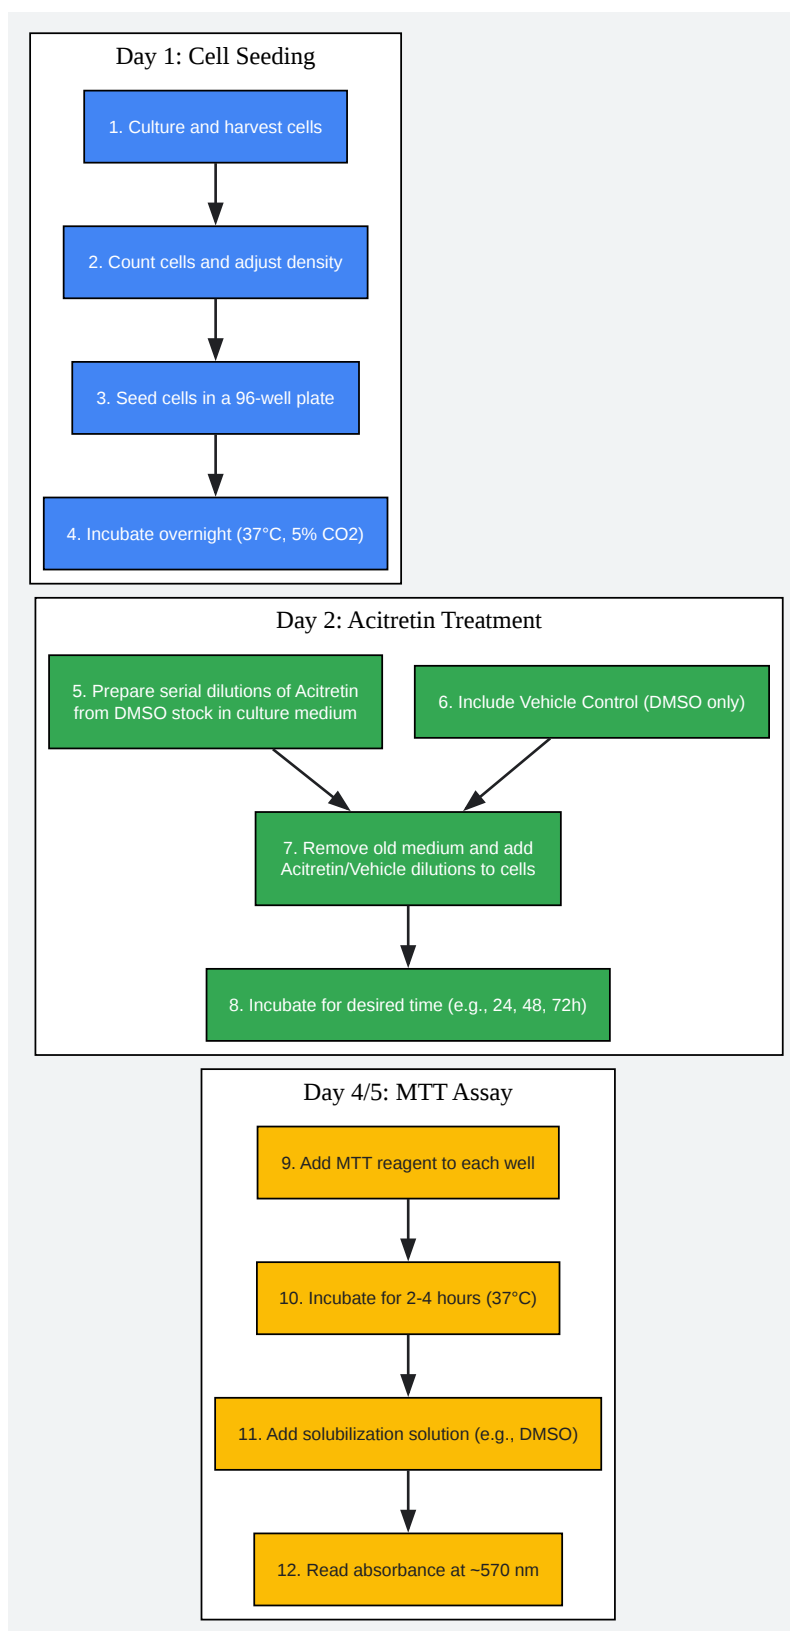 Day 1: Cell Seeding
1. Culture and harvest cells
2. Count cells and adjust density
3. Seed cells in a 96-well plate
4. Incubate overnight (37°C, 5% CO2)
Day 2: Acitretin Treatment
5. Prepare serial dilutions of Acitretin
from DMSO stock in culture medium
6. Include Vehicle Control (DMSO only)
7. Remove old medium and add
Acitretin/Vehicle dilutions to cells
8. Incubate for desired time (e.g., 24, 48, 72h)
Day 4/5: MTT Assay
9. Add MTT reagent to each well
10. Incubate for 2-4 hours (37°C)
11. Add solubilization solution (e.g., DMSO)
12. Read absorbance at ~570 nm